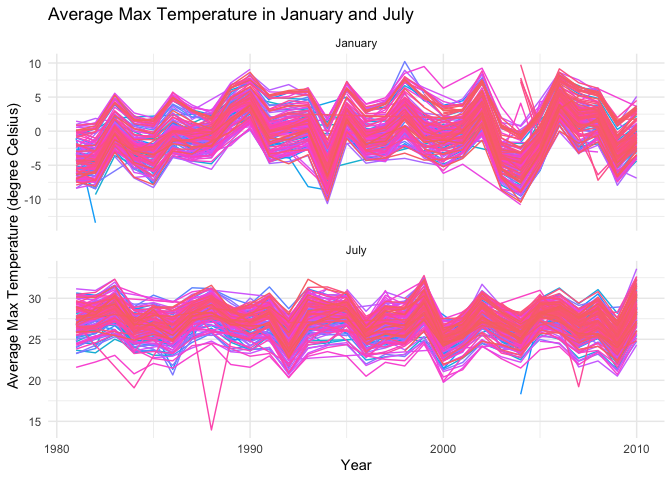 Average Max Temperature in January and July
January
10
5
0
-5
-10
July
30
25
20
15
1980
1990
2000
2010
Year
Average Max Temperature (degree Celsius)